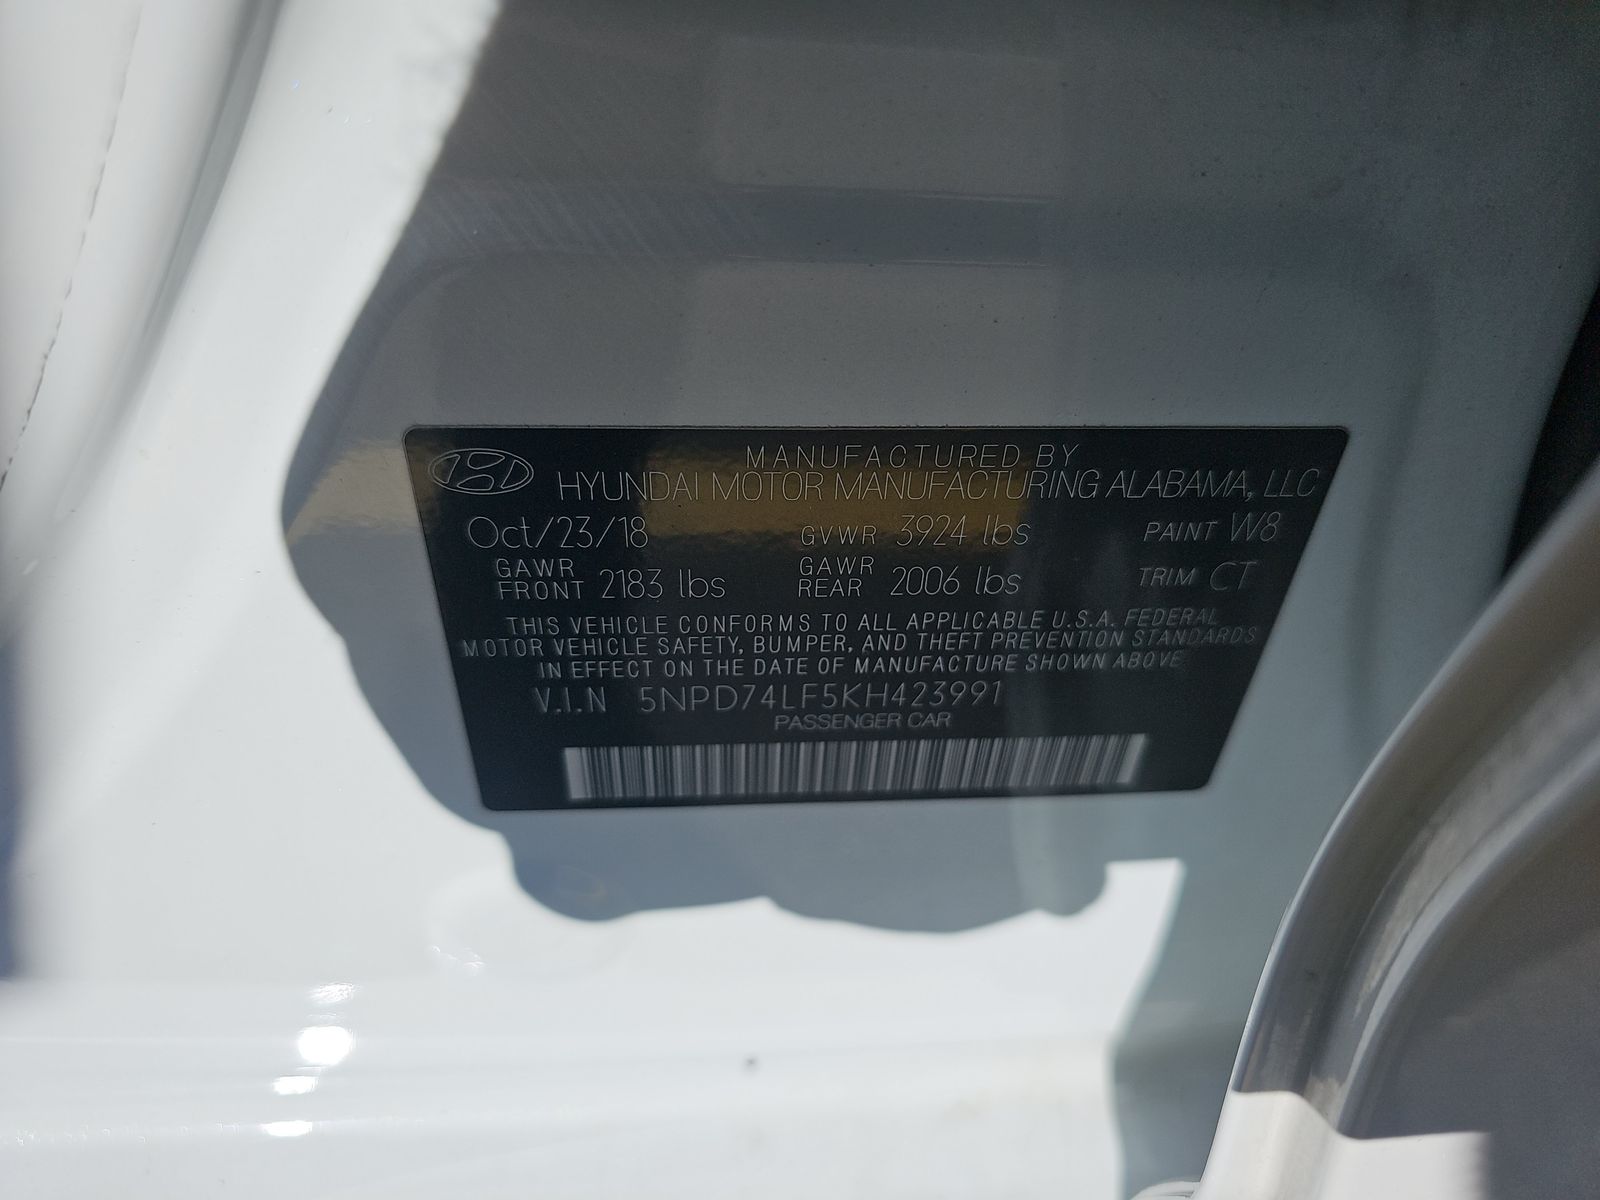 MANUFACTURED BY
HYUNDAI MOTOR MANUFACTURING ALABAMA, LLC
Oct/23/18 GVWR 3924 lbs PAINT W8
GAWR FRONT 2183 lbs GAWR REAR 2006 lbs TRIM CT
THIS VEHICLE CONFORMS TO ALL APPLICABLE U.S.A. FEDERAL
MOTOR VEHICLE SAFETY, BUMPER, AND THEFT PREVENTION STANDARDS
IN EFFECT ON THE DATE OF MANUFACTURE SHOWN ABOVE
V.I.N 5NPD74LF5KH423991
PASSENGER CAR